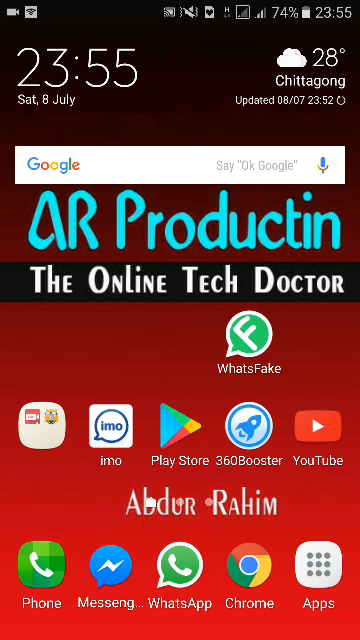 74% 23:55
23:55
Sat, 8 July
28°
Chittagong
Updated 08/07 23:52
Google Say "Ok Google"
AR Productin
The Online Tech Doctor
WhatsFake
imo
imo Play Store 360Booster YouTube
Abdur Rahim
Phone Messeng... WhatsApp Chrome Apps